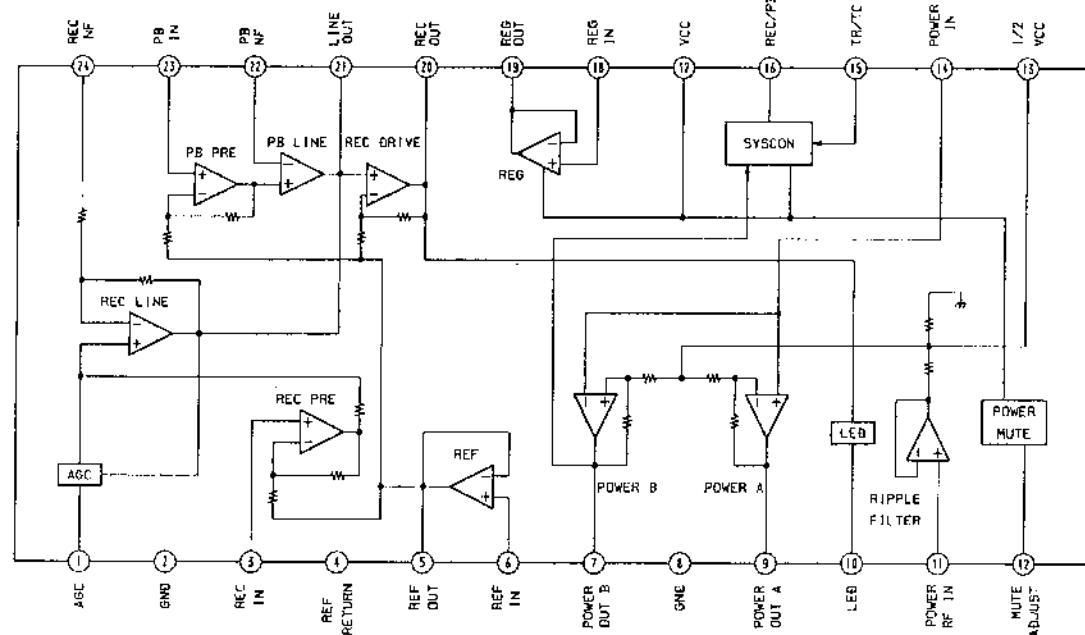 REC NF
PB IN
PB NF
LINE OUT
REC OUT
REG OUT
REG IN
VCC
TR/TC
POWER IN
1/2 VCC
24
23
22
21
20
19
18
17
16
15
14
13
PB PRE
PB LINE
REC DRIVE
REG
SYSCON
REC LINE
REC PRE
REF
AGC
POWER B
POWER A
LED
RIPPLE FILTER
POWER MUTE
1
2
3
4
5
6
7
8
9
10
11
12
AGC
GND
REC IN
REF RETURN
REF OUT
REF IN
POWER OUT B
GND
POWER OUT A
LED
POWER RF IN
MUTE ADJUST